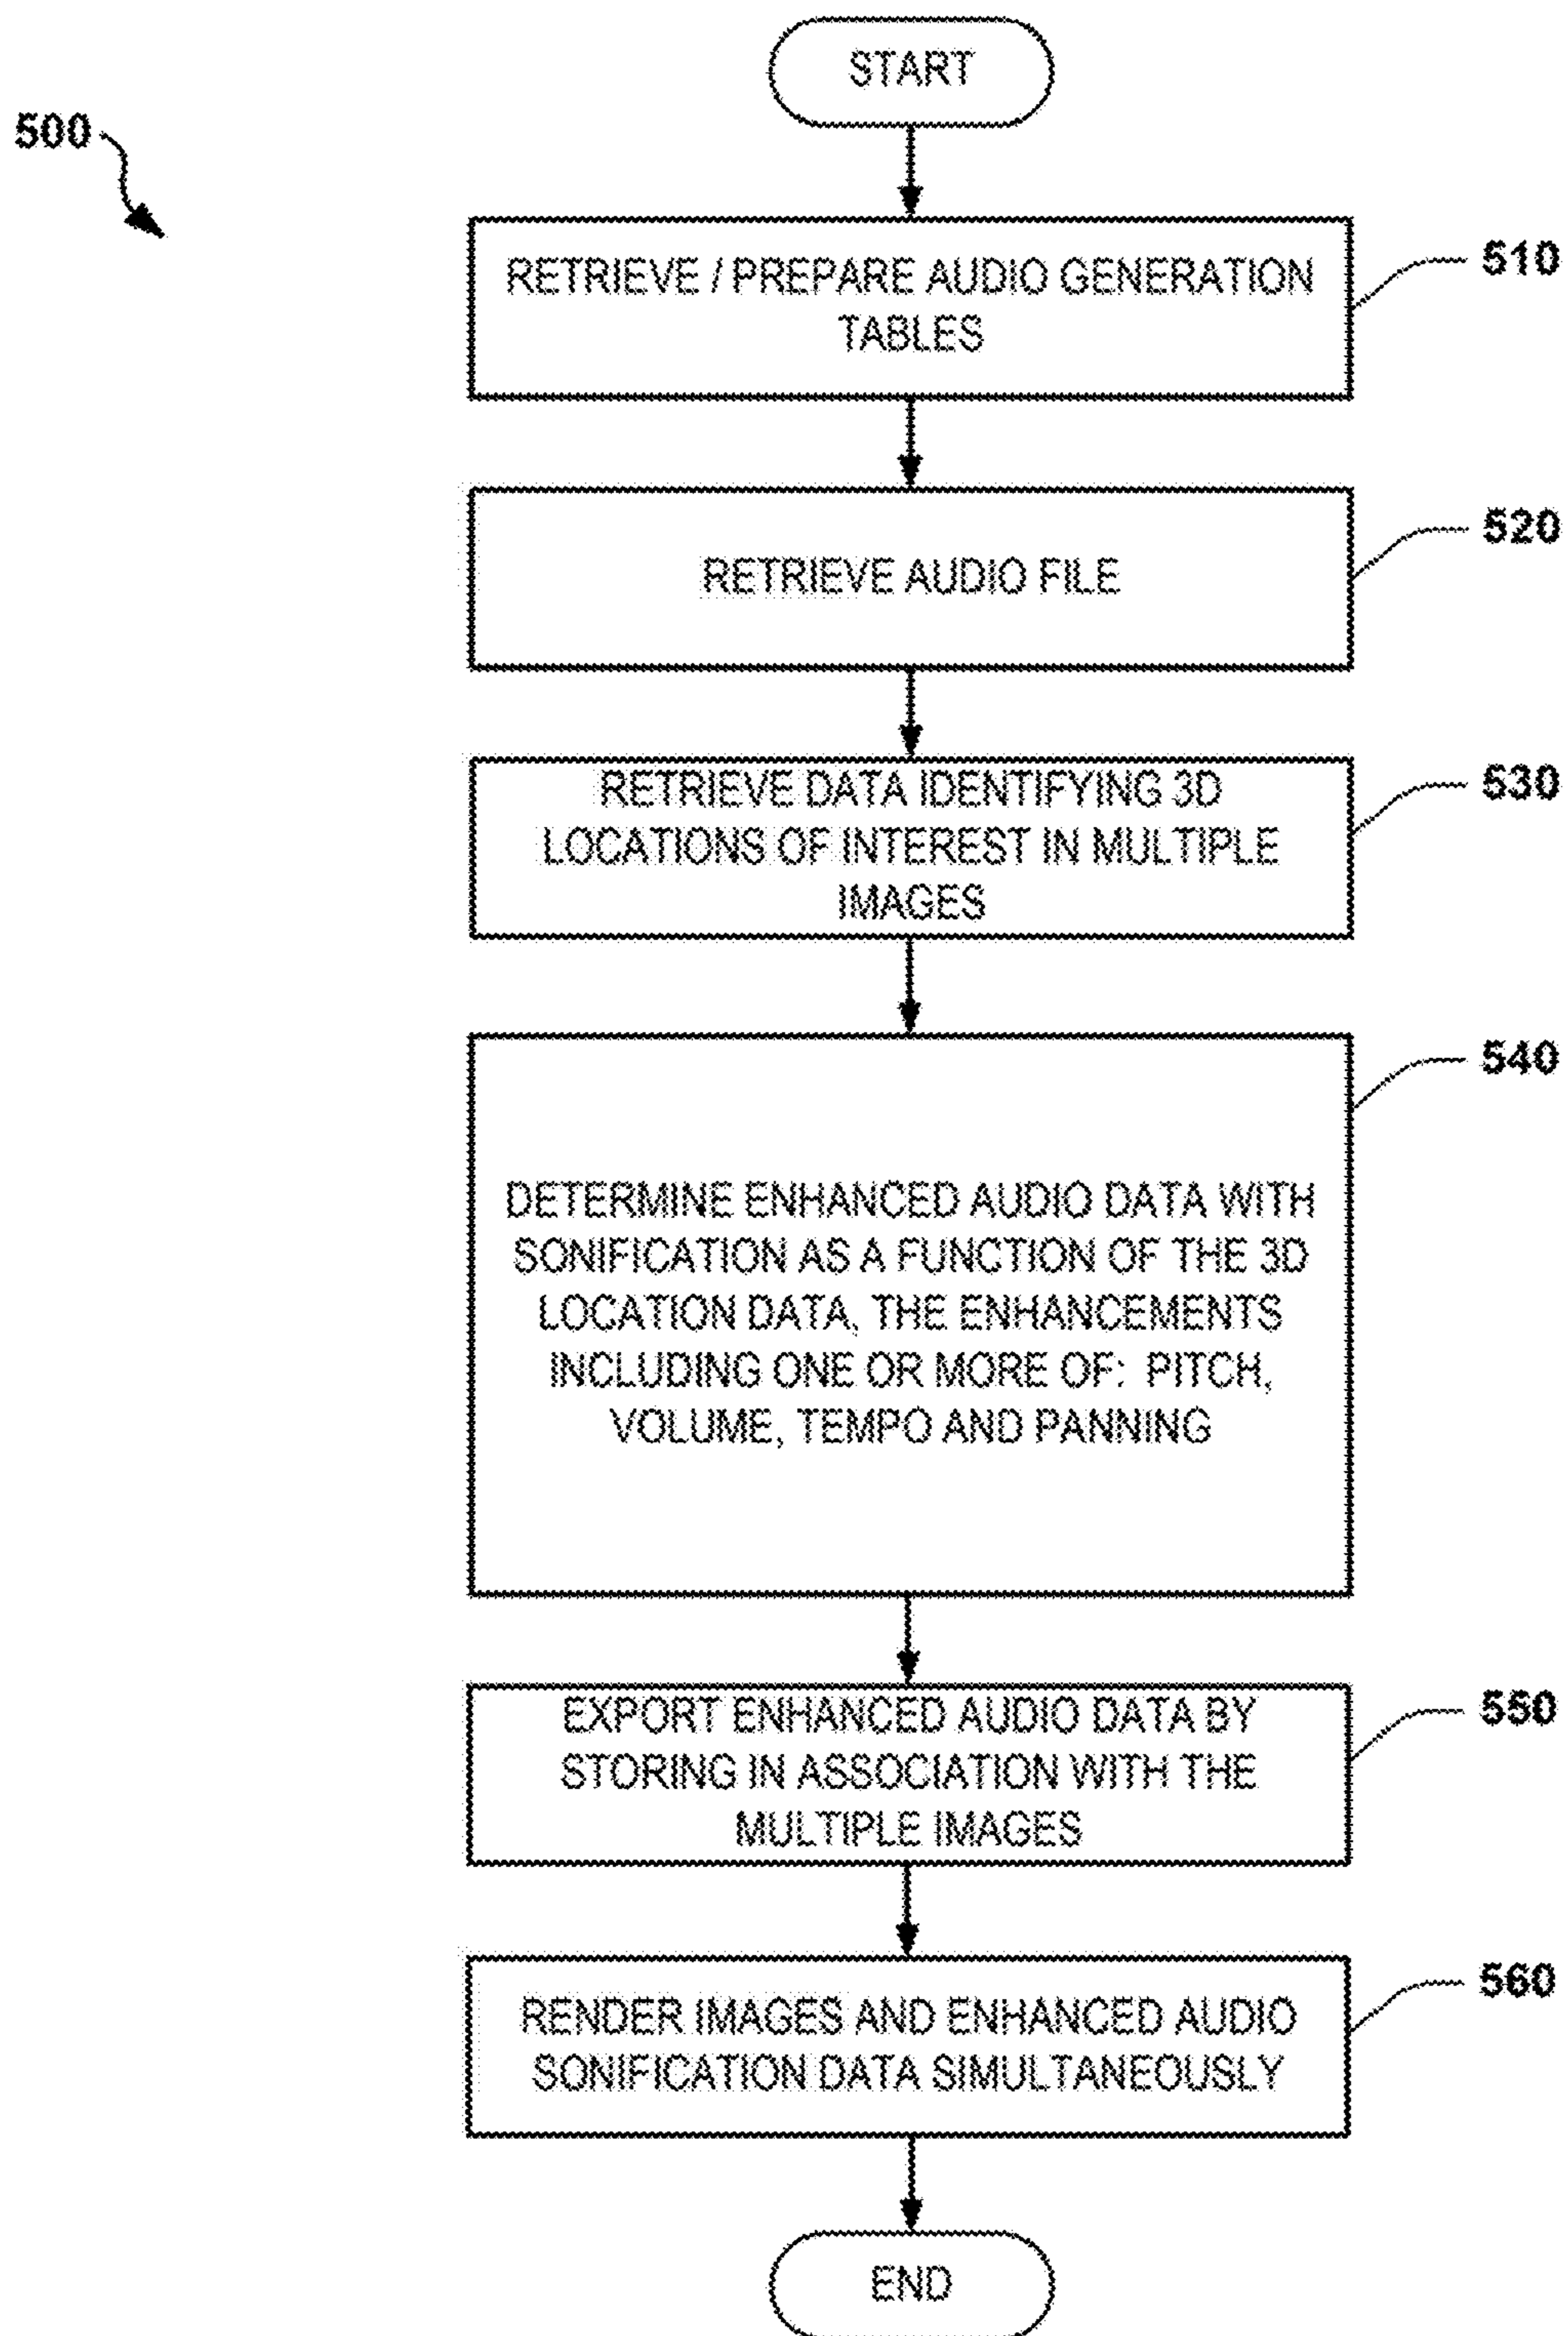 START
500
RETRIEVE / PREPARE AUDIO GENERATION
TABLES
510
RETRIEVE AUDIO FILE
520
RETRIEVE DATA IDENTIFYING 3D
LOCATIONS OF INTEREST IN MULTIPLE
IMAGES
530
DETERMINE ENHANCED AUDIO DATA WITH
SONIFICATION AS A FUNCTION OF THE 3D
LOCATION DATA, THE ENHANCEMENTS
INCLUDING ONE OR MORE OF: PITCH,
VOLUME, TEMPO AND PANNING
540
EXPORT ENHANCED AUDIO DATA BY
STORING IN ASSOCIATION WITH THE
MULTIPLE IMAGES
550
RENDER IMAGES AND ENHANCED AUDIO
SONIFICATION DATA SIMULTANEOUSLY
560
END